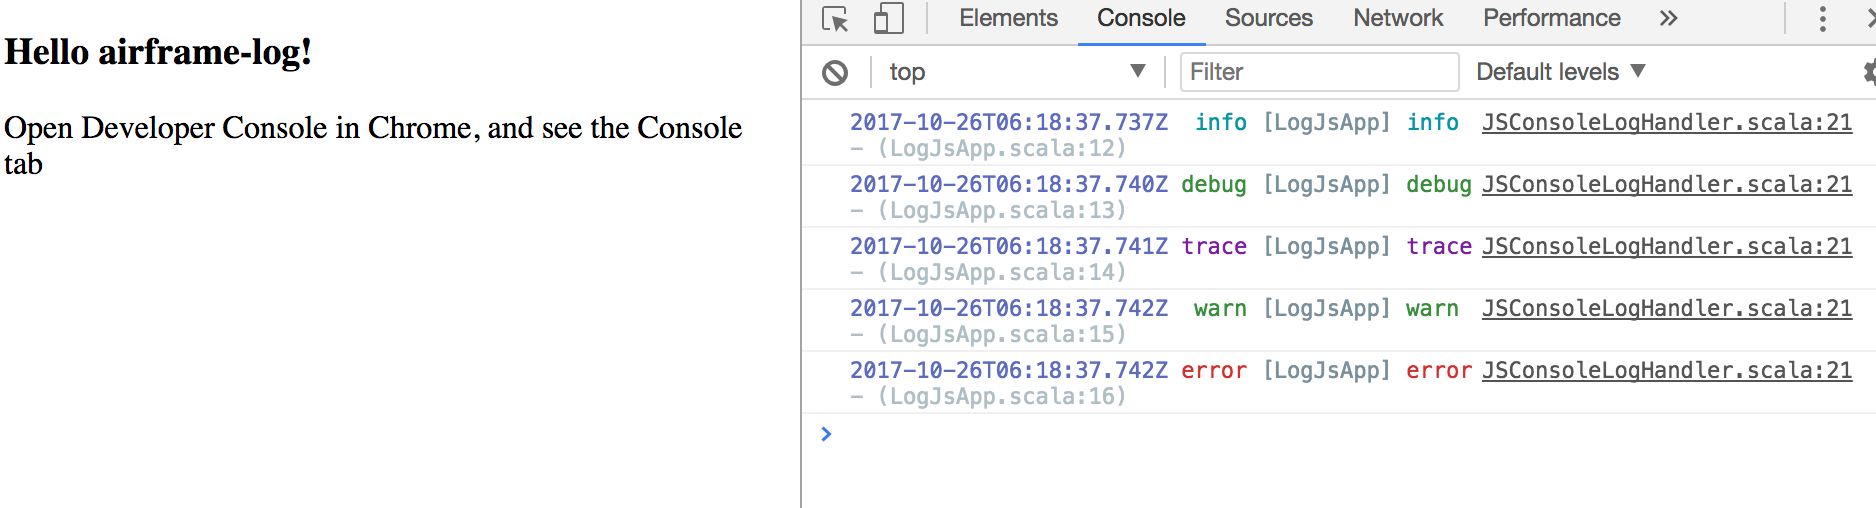 Hello airframe-log!
Open Developer Console in Chrome, and see the Console
tab
Elements Console Sources Network Performance »
top ▼ Filter Default levels ▼
2017-10-26T06:18:37.737Z info [LogJsApp] info JSConsoleLogHandler.scala:21
- (LogJsApp.scala:12)
2017-10-26T06:18:37.740Z debug [LogJsApp] debug JSConsoleLogHandler.scala:21
- (LogJsApp.scala:13)
2017-10-26T06:18:37.741Z trace [LogJsApp] trace JSConsoleLogHandler.scala:21
- (LogJsApp.scala:14)
2017-10-26T06:18:37.742Z warn [LogJsApp] warn JSConsoleLogHandler.scala:21
- (LogJsApp.scala:15)
2017-10-26T06:18:37.742Z error [LogJsApp] error JSConsoleLogHandler.scala:21
- (LogJsApp.scala:16)
>